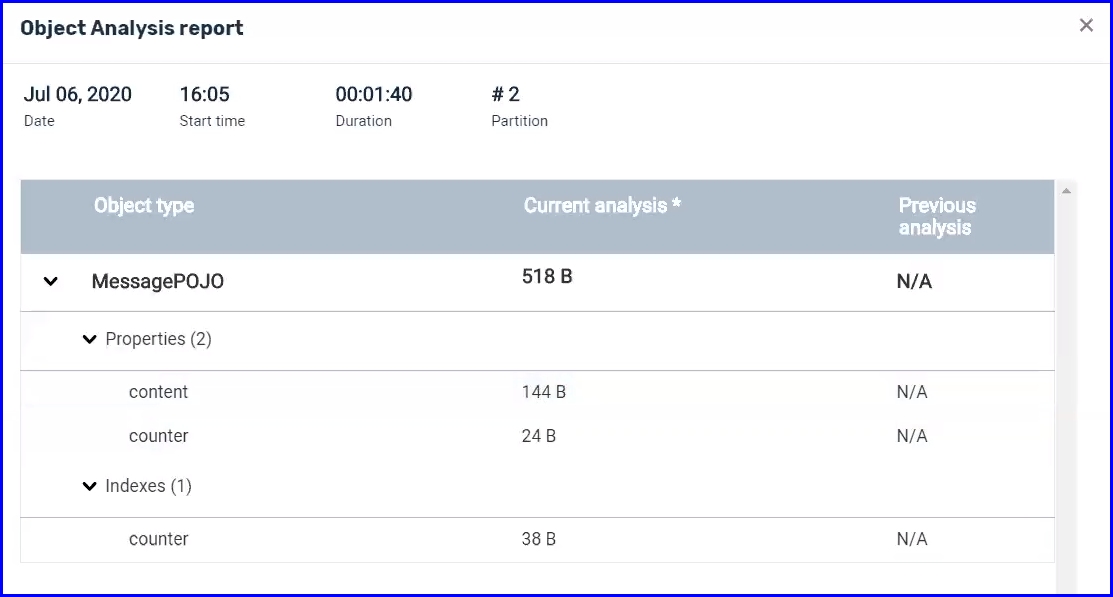 Object Analysis report
Jul 06, 2020 16:05 00:01:40 # 2
Date Start time Duration Partition
Object type Current analysis * Previous
analysis
MessagePOJO 518 B N/A
Properties (2)
content 144 B N/A
counter 24 B N/A
Indexes (1)
counter 38 B N/A